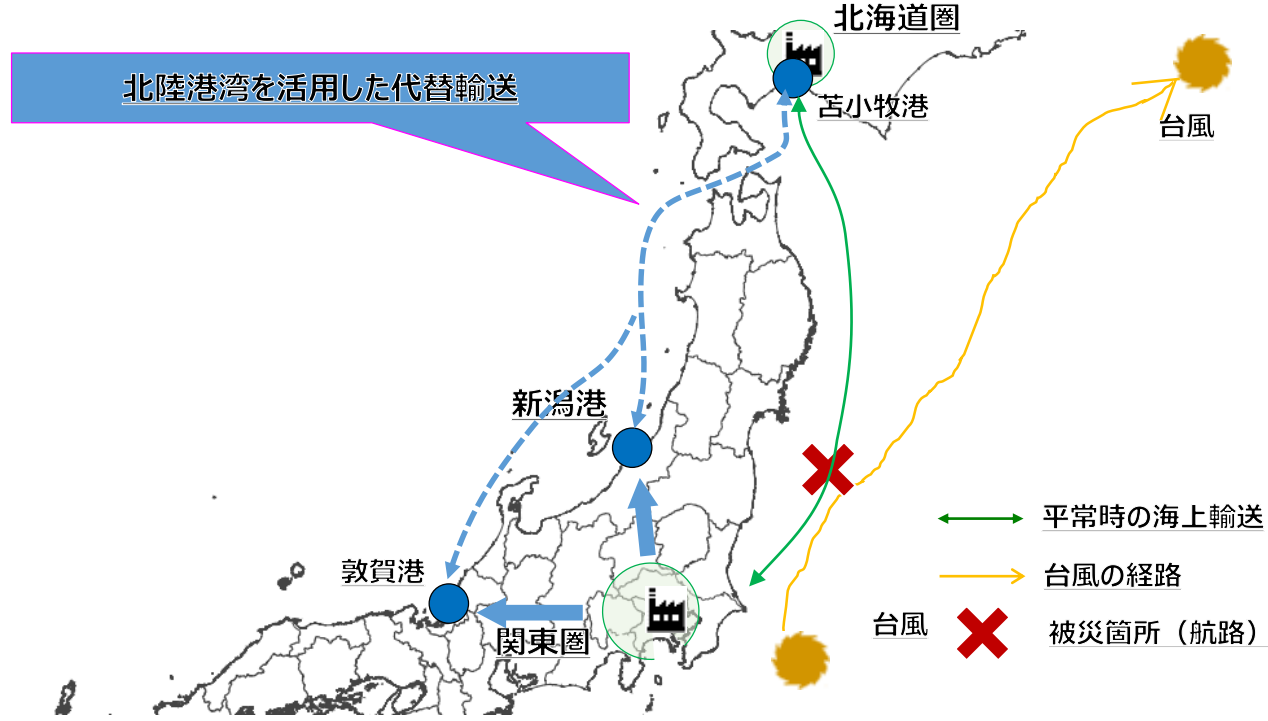 北海道圏
北陸港湾を活用した代替輸送
苫小牧港
台風
新潟港
平常時の海上輸送
敦賀港
台風の経路
台風
被災箇所（航路）
関東圏